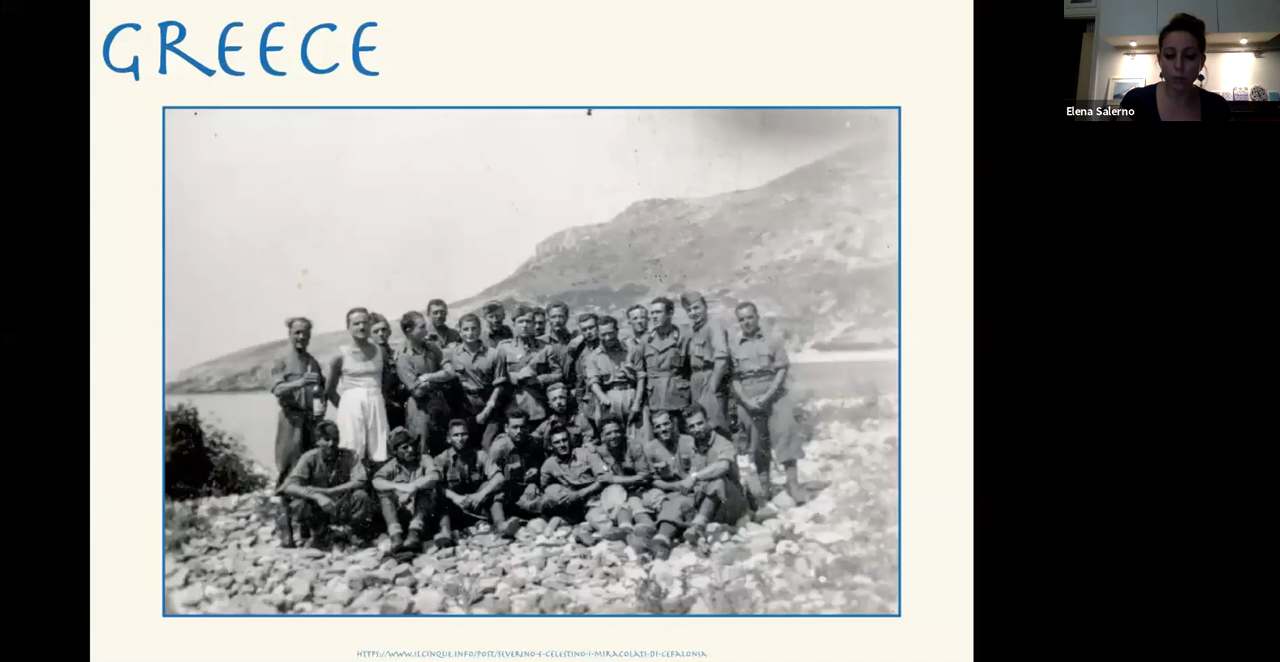 GREECE
Elena Salerno
HTTPS://WWW.ILCINQUE.INFO/POST/SEVERINO-E-CELESTINO-I-MIRACOLATI-DI-CEFALONIA